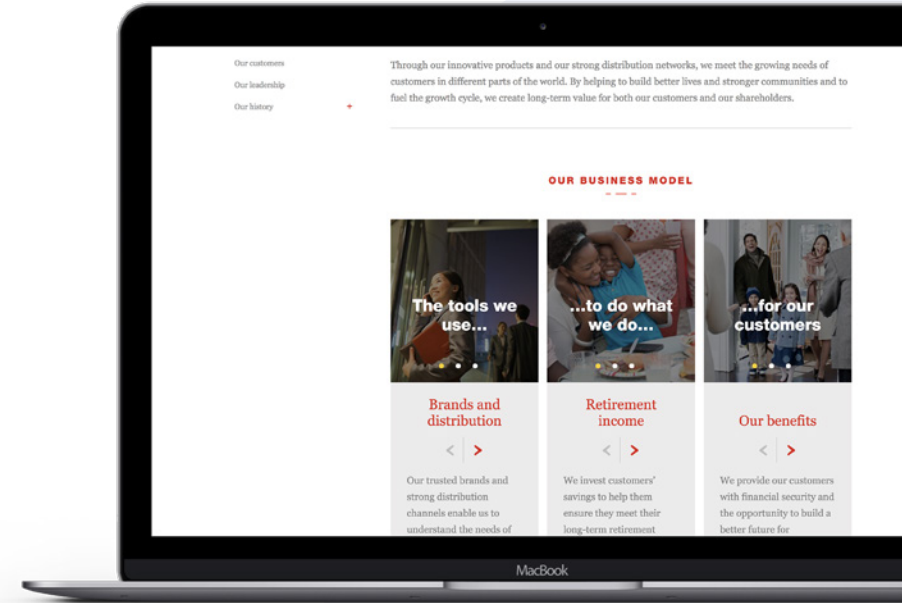 Our customers
Our leadership
Our history +
Through our innovative products and our strong distribution networks, we meet the growing needs of
customers in different parts of the world. By helping to build better lives and stronger communities and to
fuel the growth cycle, we create long-term value for both our customers and our shareholders.
OUR BUSINESS MODEL
The tools we
use...
...to do what
we do...
...for our
customers
Brands and
distribution
Retirement
income
Our benefits
< >
< >
< >
Our trusted brands and
strong distribution
channels enable us to
understand the needs of
We invest customers'
savings to help them
ensure they meet their
long-term retirement
We provide our customers
with financial security and
the opportunity to build a
better future for
MacBook